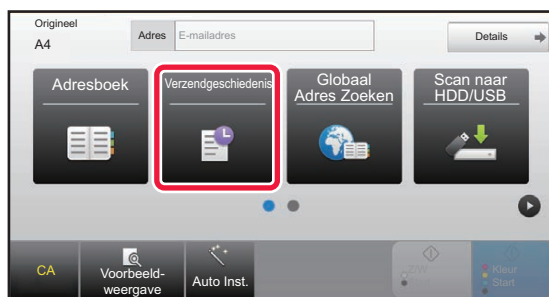 Origineel
A4
Adres
E-mailadres
Details
Adresboek
Verzendgeschiedenis
Globaal
Adres Zoeken
Scan naar
HDD/USB
CA
Voorbeeld-
weergave
Auto Inst.
Z/W
Start
Kleur
Start